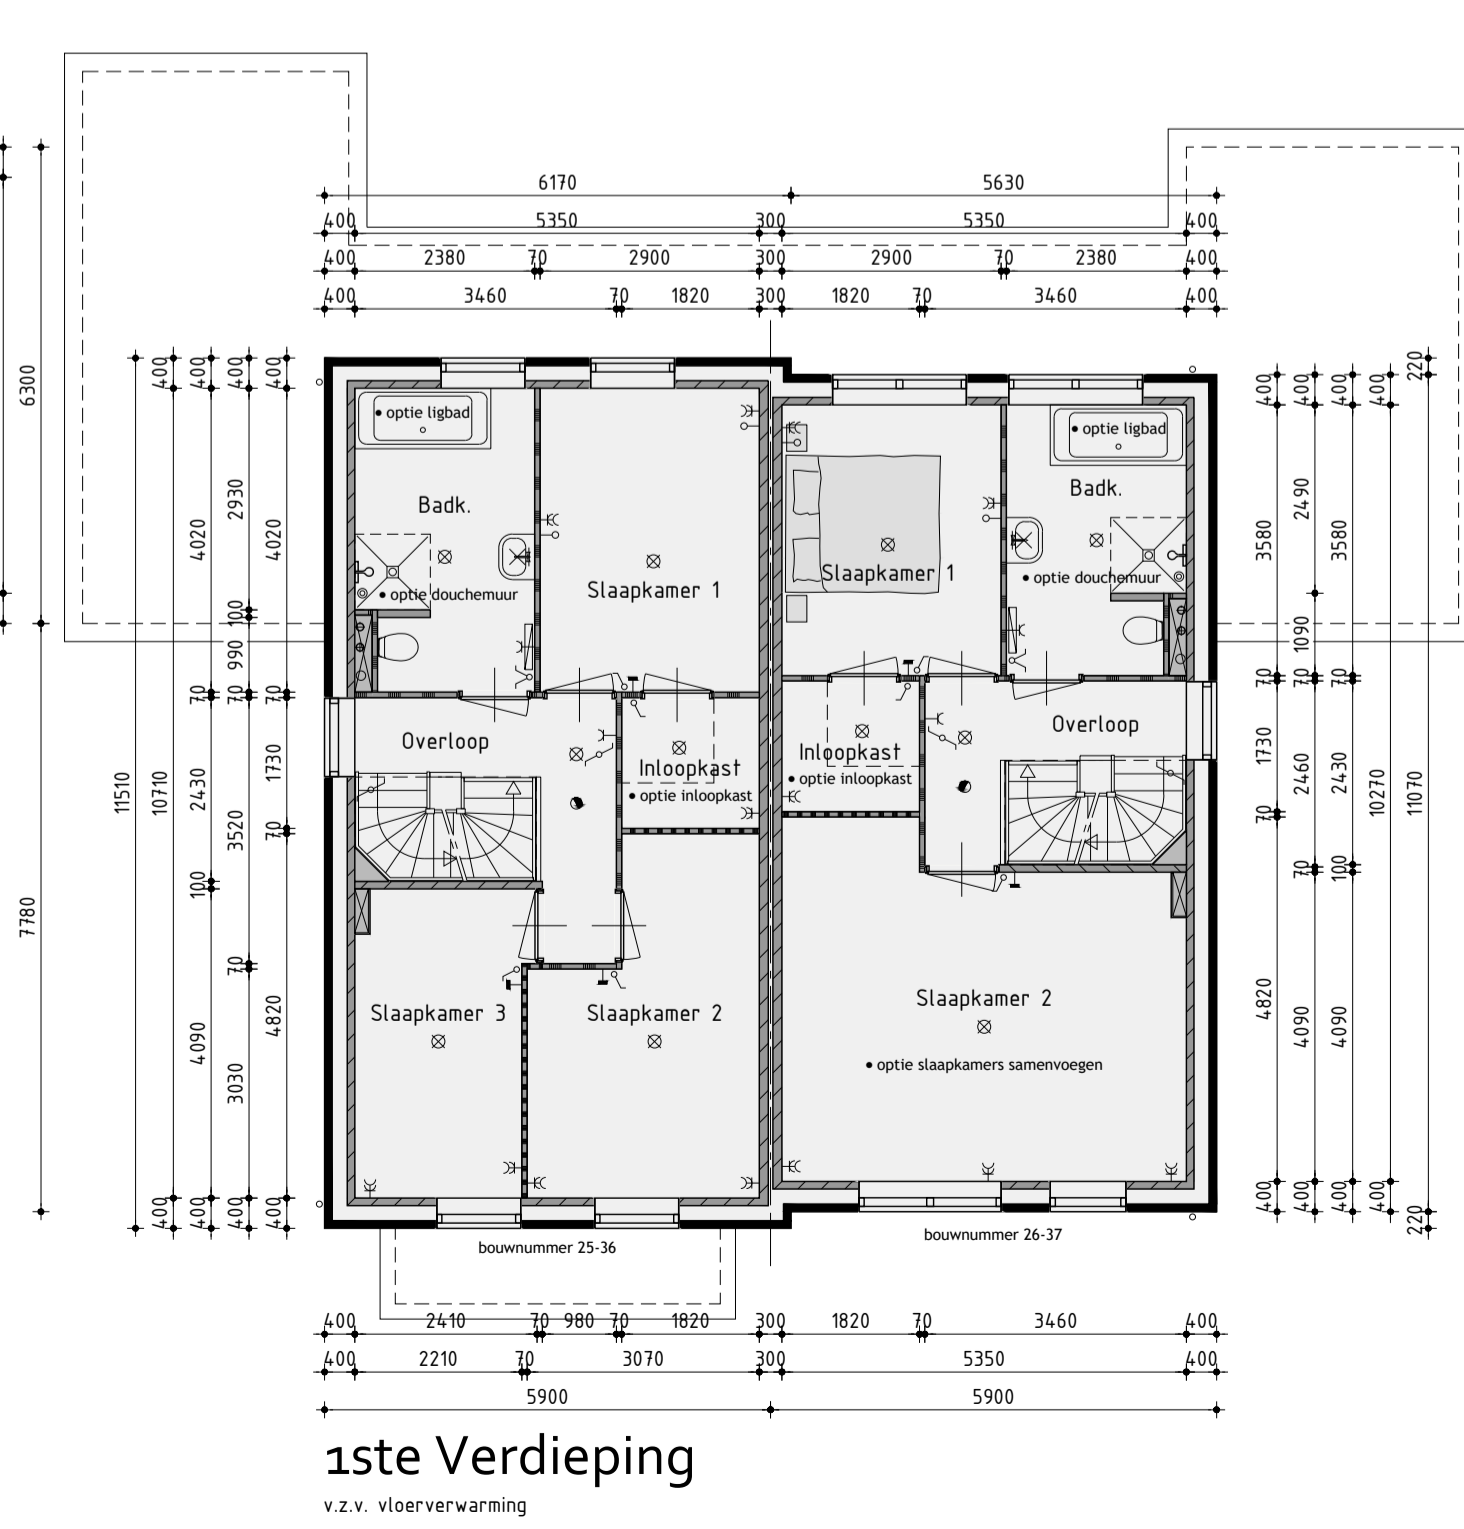 6170 5630
400 5350 300 5350 400
400 2380 70 2900 300 2900 70 2380 400
400 3460 70 1820 300 1820 70 3460 400
6300
7780
11510
400
10710
400
400
4020
70
2430
100
4090
400
400
2930
100
990
70
3520
70
3030
400
400
4020
70
1730
70
4820
400
• optie ligbad
Badk.
• optie douchemuur
Slaapkamer 1
Overloop
Inloopkast
• optie inloopkast
Slaapkamer 3
Slaapkamer 2
• optie ligbad
Badk.
Slaapkamer 1
• optie douchemuur
Overloop
Inloopkast
• optie inloopkast
Slaapkamer 2
• optie slaapkamers samenvoegen
400
3580
70
1730
70
4820
400
400
2490
1090
70
2460
70
4090
400
400
3580
70
2430
100
4090
400
400
10270
400
220
11070
220
bouwnummer 25-36
bouwnummer 26-37
400 2410 70 980 70 1820 300 1820 70 3460 400
400 2210 70 3070 300 5350 400
5900 5900
1ste Verdieping
v.z.v. vloerverwarming